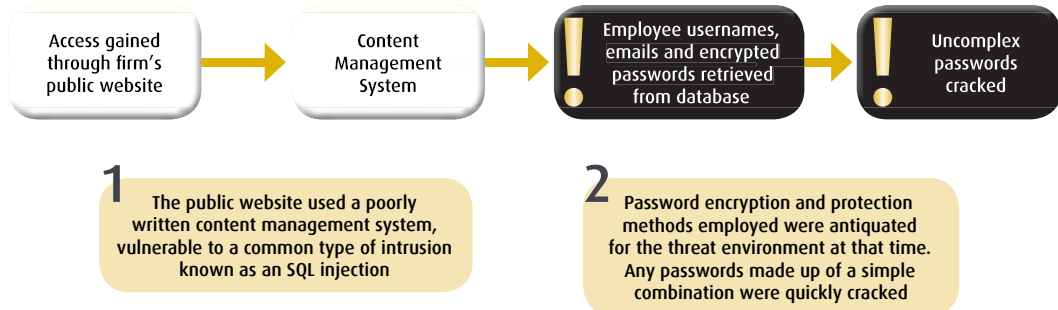 Access gained
through firm's
public website
Content
Management
System
!
Employee usernames,
emails and encrypted
passwords retrieved
from database
!
Uncomplex
passwords
cracked
1
The public website used a poorly
written content management system,
vulnerable to a common type of intrusion
known as an SQL injection
2
Password encryption and protection
methods employed were antiquated
for the threat environment at that time.
Any passwords made up of a simple
combination were quickly cracked